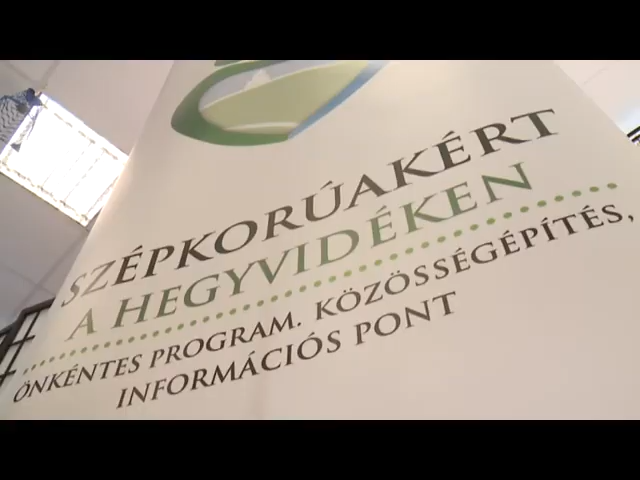 SZÉPKORÚAKÉRT
A HEGYVIDÉKEN
ÖNKÉNTES PROGRAM. KÖZÖSSÉGÉPÍTÉS,
INFORMÁCIÓS PONT